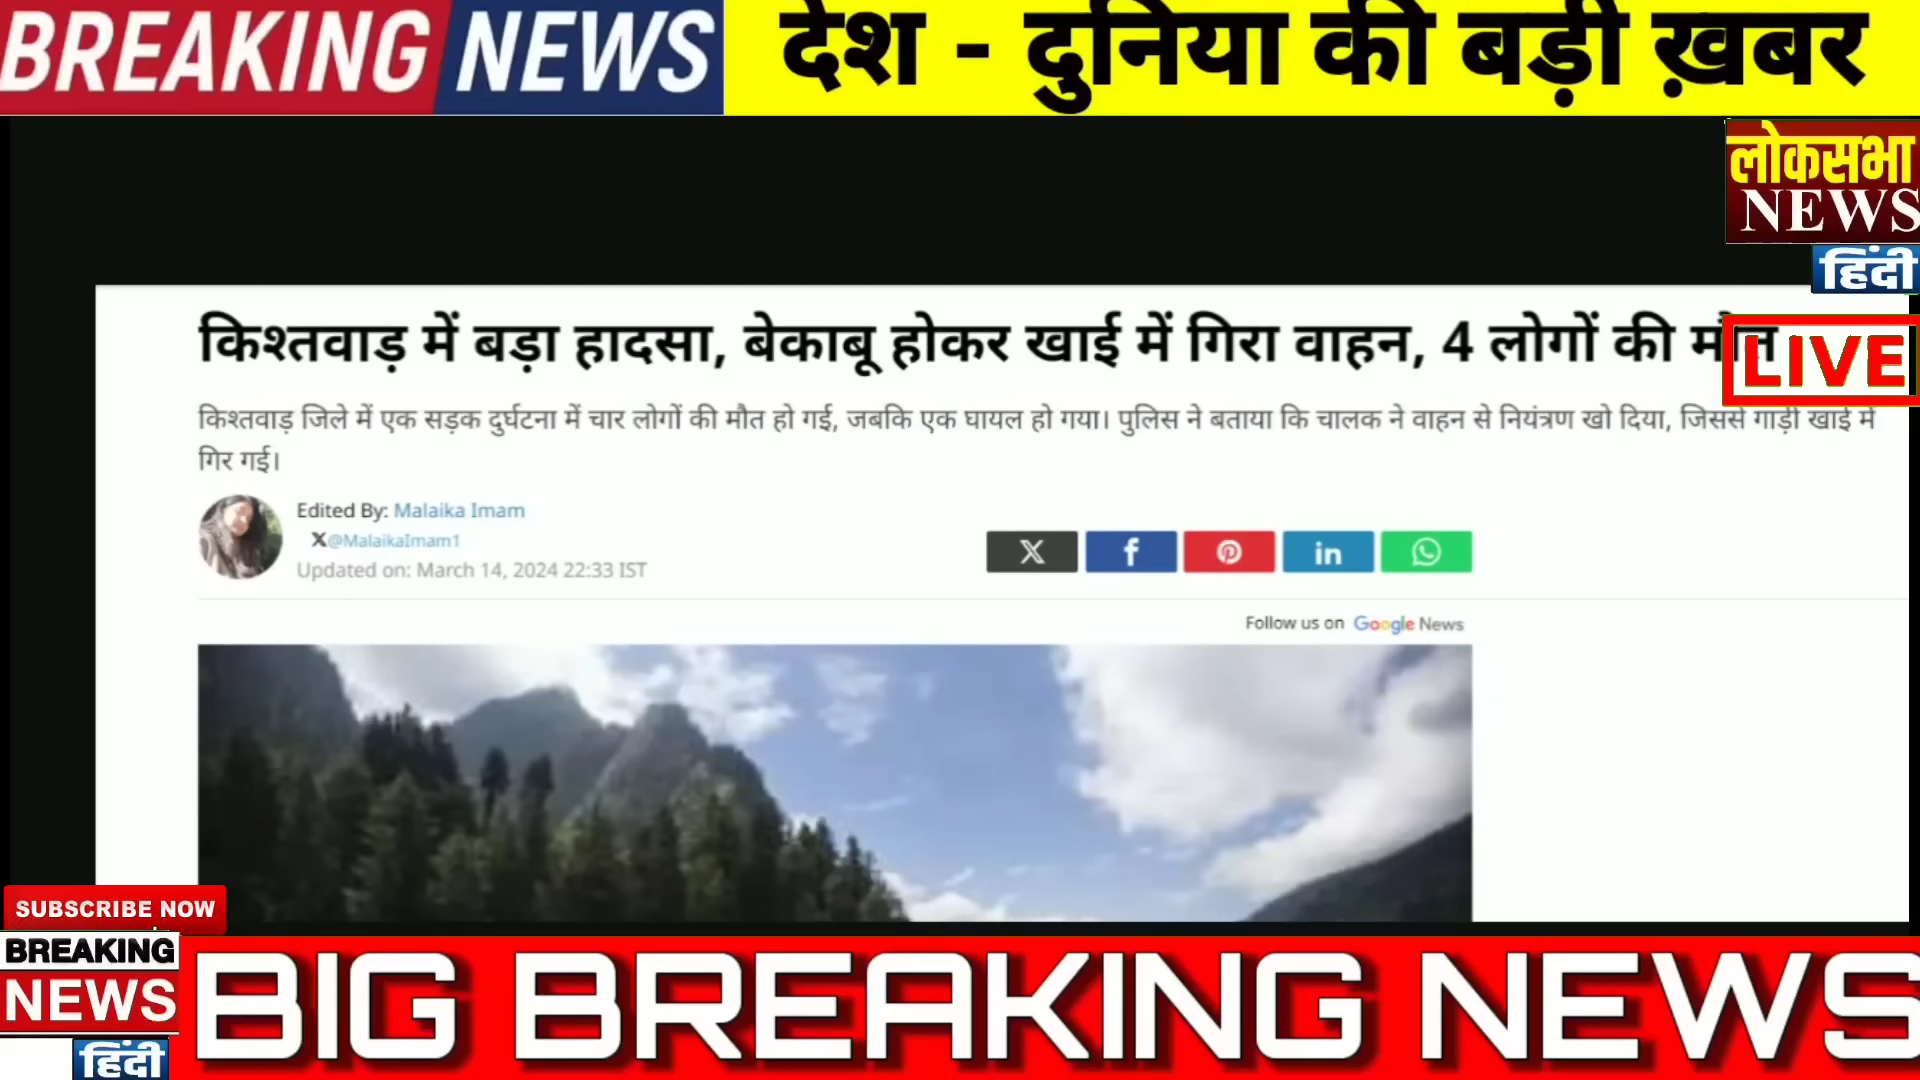 BREAKING NEWS देश - दुनिया की बड़ी ख़बर
लोकसभा
NEWS
हिंदी
किश्तवाड़ में बड़ा हादसा, बेकाबू होकर खाई में गिरा वाहन, 4 लोगों की मौत
LIVE
किश्तवाड़ जिले में एक सड़क दुर्घटना में चार लोगों की मौत हो गई, जबकि एक घायल हो गया। पुलिस ने बताया कि चालक ने वाहन से नियंत्रण खो दिया, जिससे गाड़ी खाई में
गिर गई।
Edited By: Malaika Imam
@MalaikaImam1
Updated on: March 14, 2024 22:33 IST
Follow us on Google News
SUBSCRIBE NOW
BREAKING
NEWS
हिंदी
BIG BREAKING NEWS